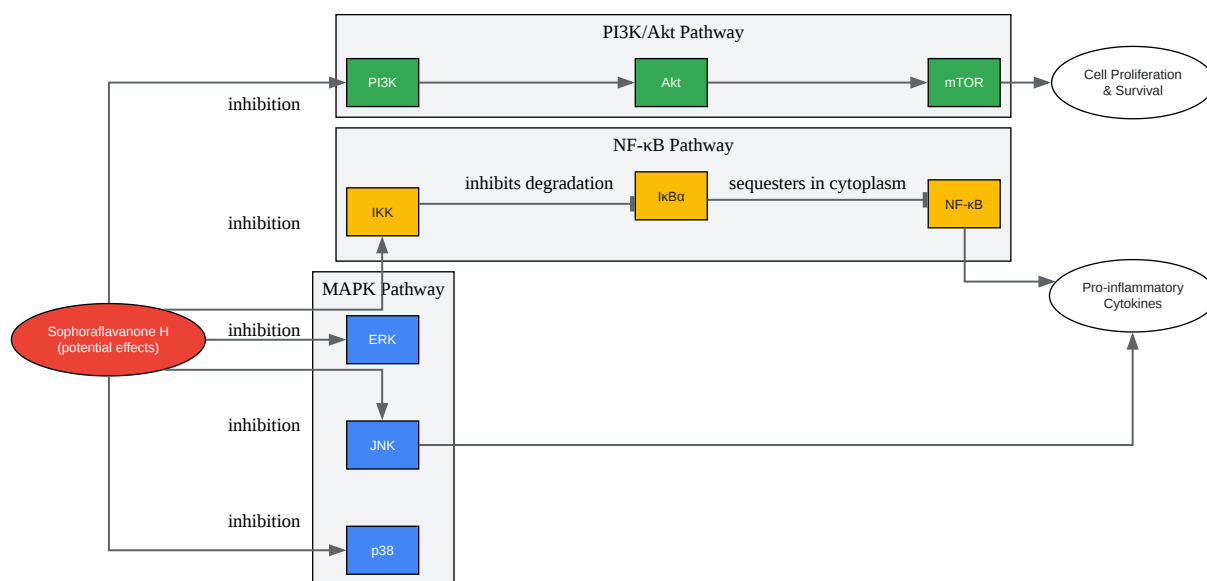 PI3K/Akt Pathway
PI3K
Akt
mTOR
Cell Proliferation
& Survival
inhibition
NF-κB Pathway
inhibits degradation
IκBα
sequesters in cytoplasm
IKK
NF-κB
inhibition
MAPK Pathway
Pro-inflammatory
Cytokines
Sophoraflavanone H
(potential effects)
inhibition
ERK
inhibition
JNK
inhibition
p38